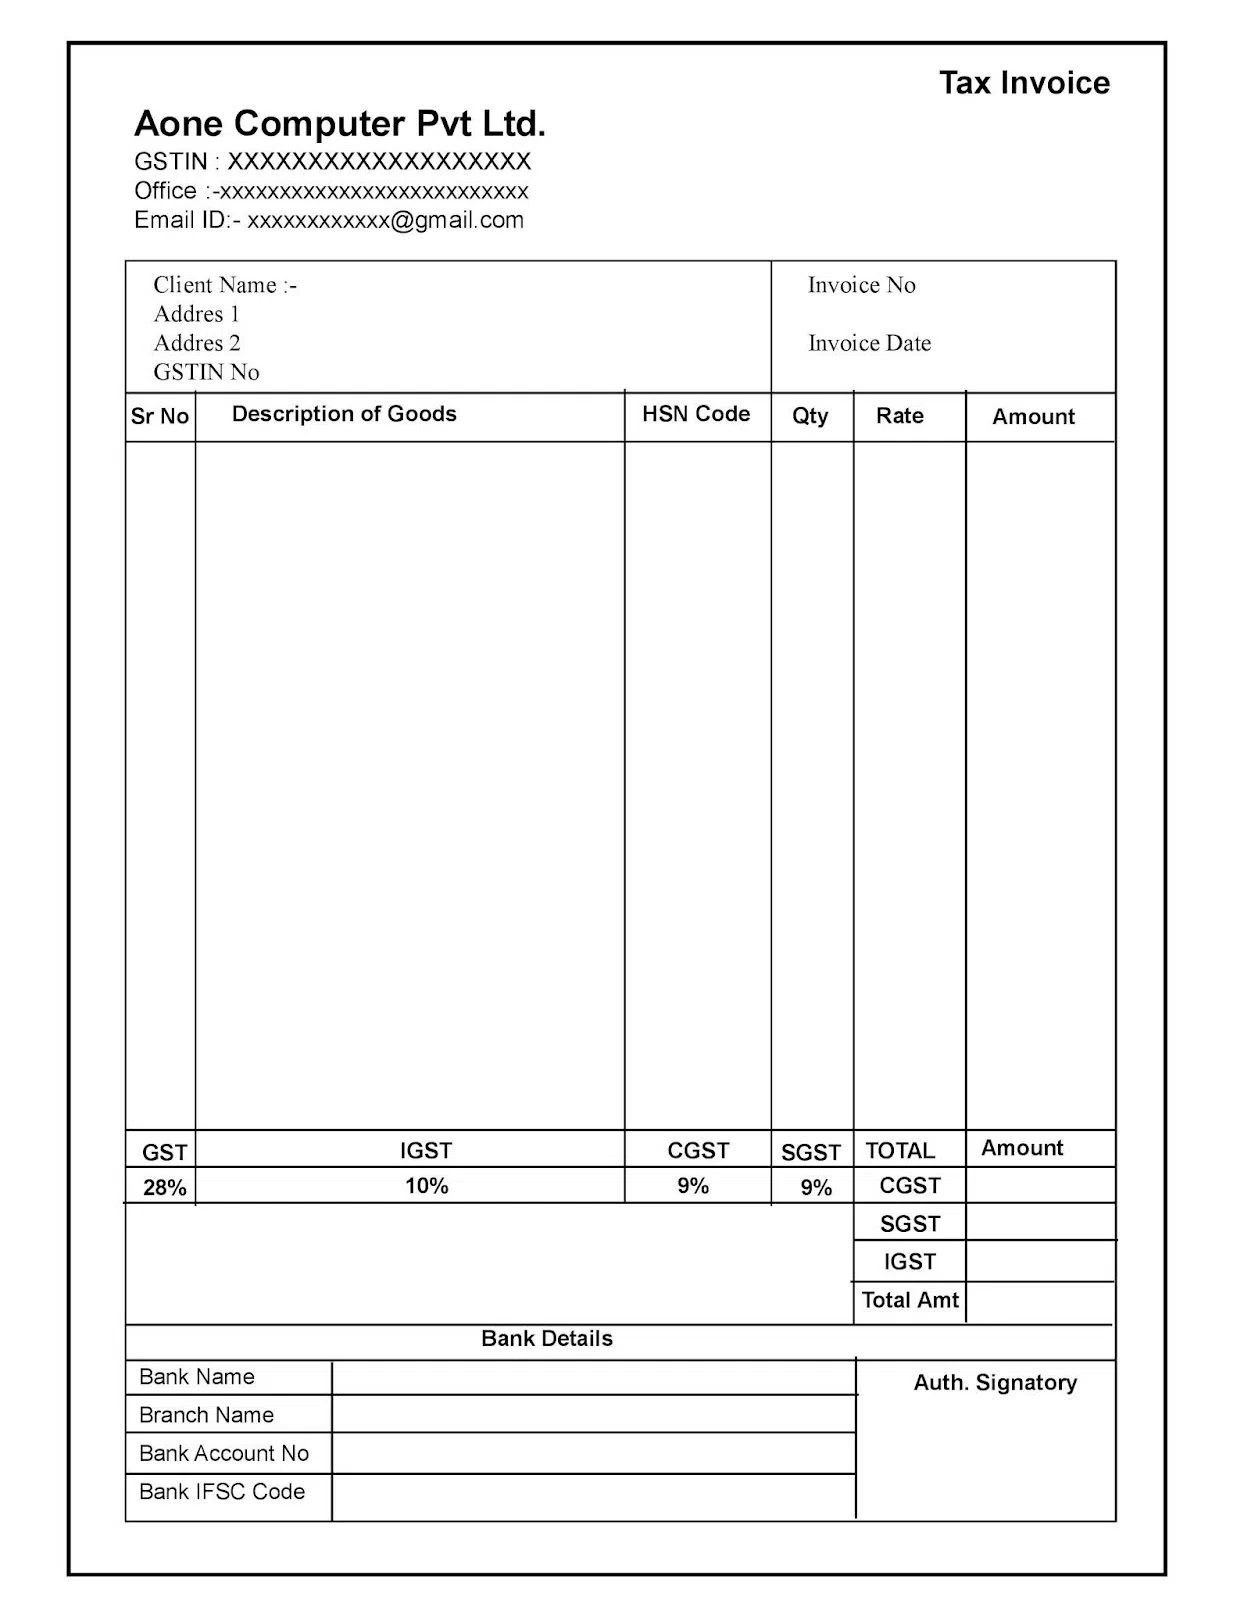 Tax Invoice
Aone Computer Pvt Ltd.
GSTIN : XXXXXXXXXXXXXXXXXXX
Office :-xxxxxxxxxxxxxxxxxxxxxxxxxx
Email ID:- xxxxxxxxxxxx@gmail.com
Client Name :-
Addres 1
Addres 2
GSTIN No
Invoice No
Invoice Date
Sr No Description of Goods HSN Code Qty Rate Amount
GST IGST CGST SGST TOTAL Amount
28% 10% 9% 9% CGST
SGST
IGST
Total Amt
Bank Details
Bank Name
Branch Name
Bank Account No
Bank IFSC Code
Auth. Signatory